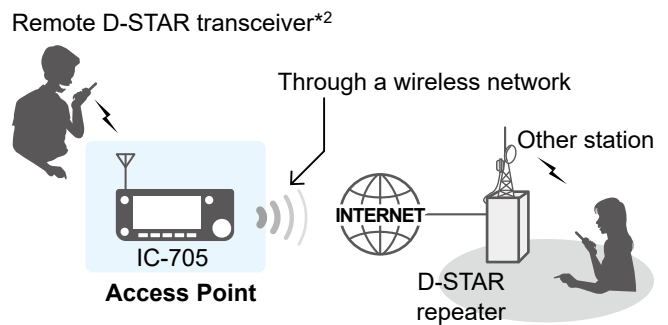 Remote D-STAR transceiver*2
Through a wireless network
Other station
INTERNET
IC-705
Access Point
D-STAR
repeater